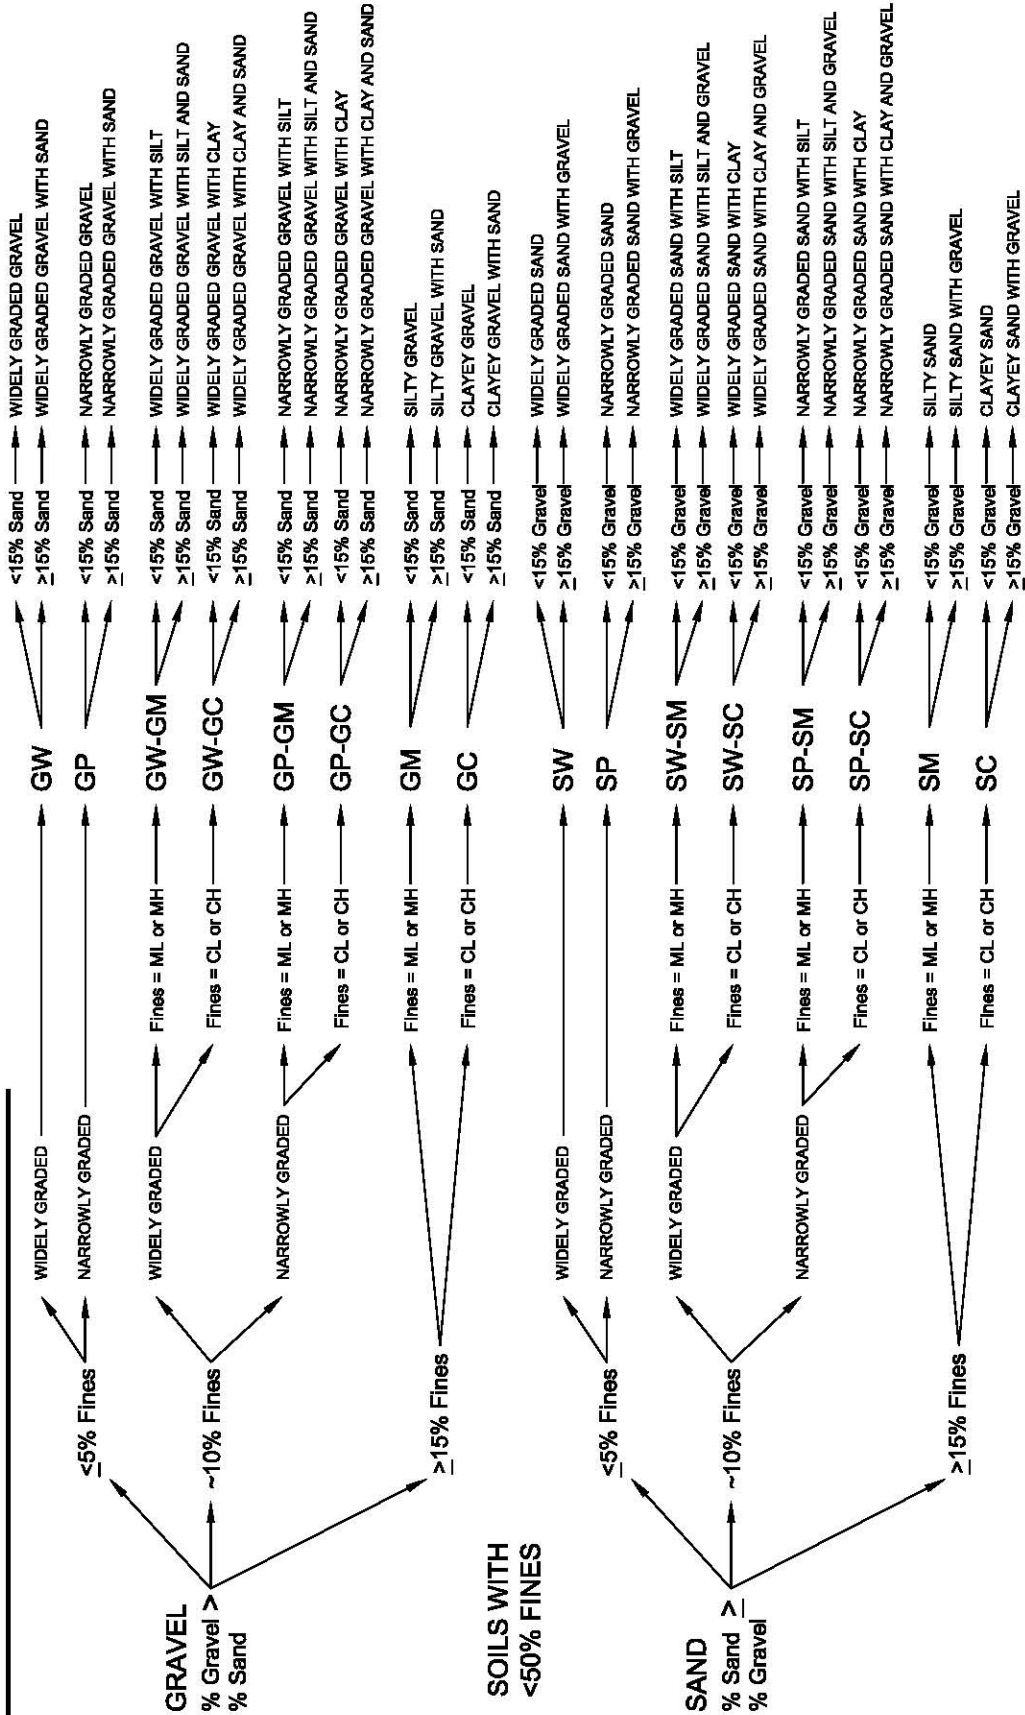 GRAVEL
% Gravel >
% Sand
≤5% Fines
WIDELY GRADED
GW
<15% Sand
WIDELY GRADED GRAVEL
≥15% Sand
WIDELY GRADED GRAVEL WITH SAND
NARROWLY GRADED
GP
<15% Sand
NARROWLY GRADED GRAVEL
≥15% Sand
NARROWLY GRADED GRAVEL WITH SAND
~10% Fines
WIDELY GRADED
Fines = ML or MH
GW-GM
<15% Sand
WIDELY GRADED GRAVEL WITH SILT
≥15% Sand
WIDELY GRADED GRAVEL WITH SILT AND SAND
Fines = CL or CH
GW-GC
<15% Sand
WIDELY GRADED GRAVEL WITH CLAY
≥15% Sand
WIDELY GRADED GRAVEL WITH CLAY AND SAND
NARROWLY GRADED
Fines = ML or MH
GP-GM
<15% Sand
NARROWLY GRADED GRAVEL WITH SILT
≥15% Sand
NARROWLY GRADED GRAVEL WITH SILT AND SAND
Fines = CL or CH
GP-GC
<15% Sand
NARROWLY GRADED GRAVEL WITH CLAY
≥15% Sand
NARROWLY GRADED GRAVEL WITH CLAY AND SAND
≥15% Fines
Fines = ML or MH
GM
<15% Sand
SILTY GRAVEL
≥15% Sand
SILTY GRAVEL WITH SAND
Fines = CL or CH
GC
<15% Sand
CLAYEY GRAVEL
≥15% Sand
CLAYEY GRAVEL WITH SAND
SOILS WITH
<50% FINES
SAND
% Sand ≥
% Gravel
≤5% Fines
WIDELY GRADED
SW
<15% Gravel
WIDELY GRADED SAND
≥15% Gravel
WIDELY GRADED SAND WITH GRAVEL
NARROWLY GRADED
SP
<15% Gravel
NARROWLY GRADED SAND
≥15% Gravel
NARROWLY GRADED SAND WITH GRAVEL
~10% Fines
WIDELY GRADED
Fines = ML or MH
SW-SM
<15% Gravel
WIDELY GRADED SAND WITH SILT
≥15% Gravel
WIDELY GRADED SAND WITH SILT AND GRAVEL
Fines = CL or CH
SW-SC
<15% Gravel
WIDELY GRADED SAND WITH CLAY
≥15% Gravel
WIDELY GRADED SAND WITH CLAY AND GRAVEL
NARROWLY GRADED
Fines = ML or MH
SP-SM
<15% Gravel
NARROWLY GRADED SAND WITH SILT
≥15% Gravel
NARROWLY GRADED SAND WITH SILT AND GRAVEL
Fines = CL or CH
SP-SC
<15% Gravel
NARROWLY GRADED SAND WITH CLAY
≥15% Gravel
NARROWLY GRADED SAND WITH CLAY AND GRAVEL
≥15% Fines
Fines = ML or MH
SM
<15% Gravel
SILTY SAND
≥15% Gravel
SILTY SAND WITH GRAVEL
Fines = CL or CH
SC
<15% Gravel
CLAYEY SAND
≥15% Gravel
CLAYEY SAND WITH GRAVEL